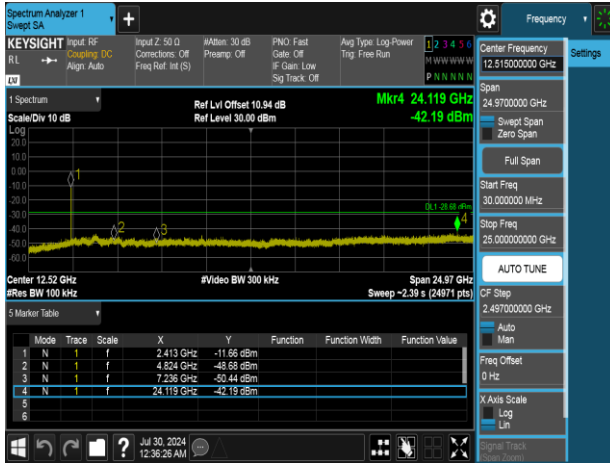 Spectrum Analyzer 1
Swept SA
+
Frequency
KEYSIGHT
RL
LXI
Input: RF
Coupling: DC
Align: Auto
Input Z: 50 Ω
Corrections: Off
Freq Ref: Int (S)
#Atten: 30 dB
Preamp: Off
PNO: Fast
Gate: Off
IF Gain: Low
Sig Track: Off
Avg Type: Log-Power
Trig: Free Run
1 2 3 4 5 6
M W W W W W
P N N N N N
Center Frequency
12.515000000 GHz
Settings
Span
24.9700000 GHz
Swept Span
Zero Span
Full Span
Start Freq
30.000000 MHz
Stop Freq
25.000000000 GHz
AUTO TUNE
CF Step
2.497000000 GHz
Auto
Man
Freq Offset
0 Hz
X Axis Scale
Log
Lin
Signal Track
(Span Zoom)
1 Spectrum
Scale/Div 10 dB
Ref Lvl Offset 10.94 dB
Ref Level 30.00 dBm
Mkr4 24.119 GHz
-42.19 dBm
Log
20.0
10.0
0.00
-10.0
-20.0
-30.0
-40.0
-50.0
-60.0
1
2
3
4
DL1 -28.68 dBm
Center 12.52 GHz
#Video BW 300 kHz
Span 24.97 GHz
#Res BW 100 kHz
Sweep ~2.39 s (24971 pts)
5 Marker Table
Mode Trace Scale X Y Function Function Width Function Value
1 N 1 f 2.413 GHz -11.66 dBm
2 N 1 f 4.824 GHz -48.68 dBm
3 N 1 f 7.236 GHz -50.44 dBm
4 N 1 f 24.119 GHz -42.19 dBm
5
6
?
Jul 30, 2024
12:36:26 AM